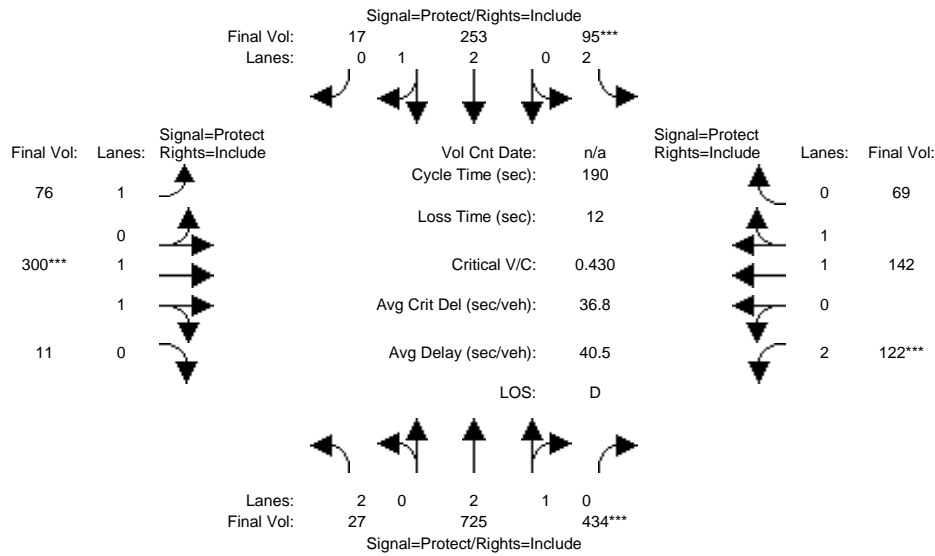 Signal=Protect/Rights=Include
Final Vol: 17 253 95***
Lanes: 0 1 2 0 2
Signal=Protect Signal=Protect
Final Vol: Lanes: Rights=Include Vol Cnt Date: n/a Rights=Include Lanes: Final Vol:
Cycle Time (sec): 190
76 1 0 69
Loss Time (sec): 12
0 1
300*** 1 Critical V/C: 0.430 1 142
1 Avg Crit Del (sec/veh): 36.8 0
11 0 Avg Delay (sec/veh): 40.5 2 122***
LOS: D
Lanes: 2 0 2 1 0
Final Vol: 27 725 434***
Signal=Protect/Rights=Include